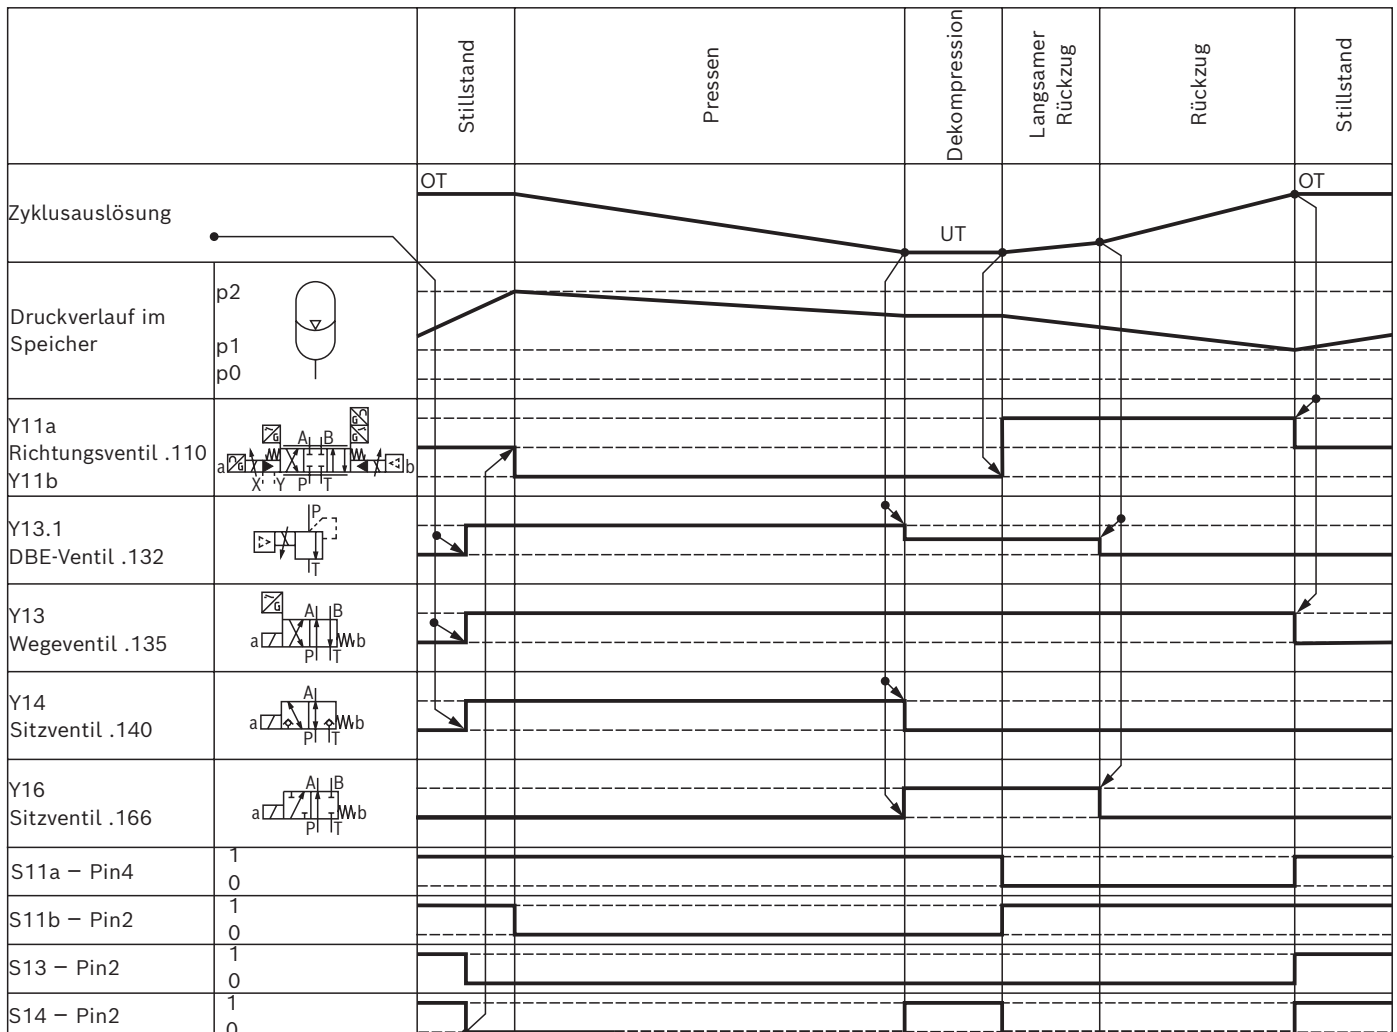 Stillstand
Pressen
Dekompression
Langsamer
Rückzug
Rückzug
Stillstand
Zyklusauslösung
OT
UT
OT
Druckverlauf im
Speicher
p2
p1
p0
Y11a
Richtungsventil .110
Y11b
G
G
G
G
A B
a
b
X Y P T
Y13.1
DBE-Ventil .132
P
T
Y13
Wegeventil .135
G
A B
a
b
P T
Y14
Sitzventil .140
A
a
b
P T
Y16
Sitzventil .166
A B
a
b
P T
S11a – Pin4
1
0
S11b – Pin2
1
0
S13 – Pin2
1
0
S14 – Pin2
1
0